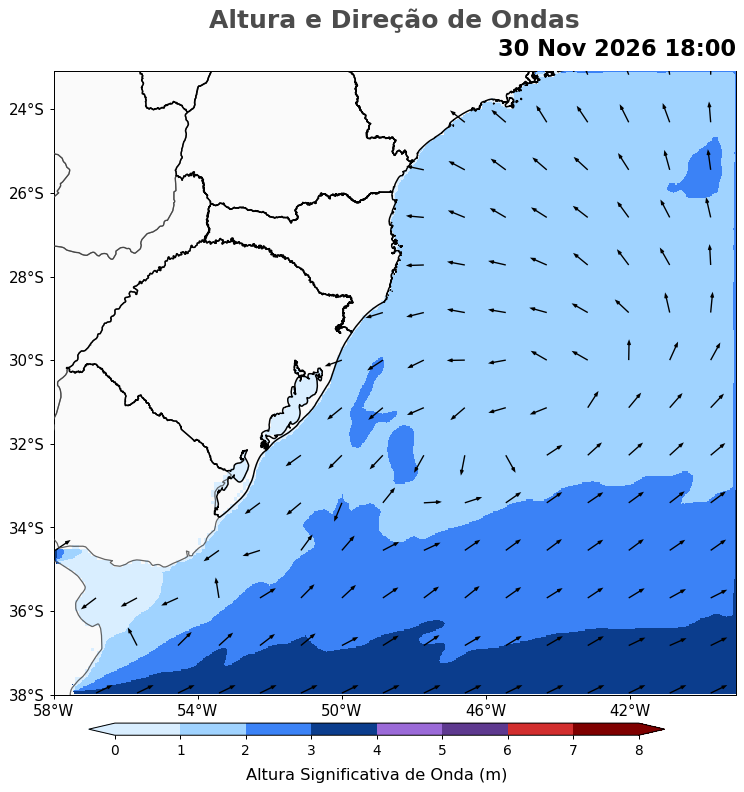 Altura e Direção de Ondas
30 Nov 2026 18:00
24°S
26°S
28°S
30°S
32°S
34°S
36°S
38°S
58°W 54°W 50°W 46°W 42°W
0 1 2 3 4 5 6 7 8
Altura Significativa de Onda (m)